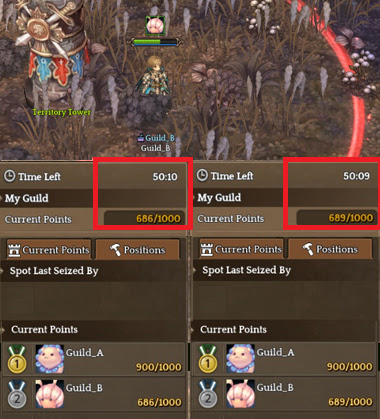 Territory Tower
Guild_B
Guild_B
Time Left 50:10
My Guild
Current Points 686/1000
Current Points Positions
Spot Last Seized By
Current Points
1 Guild_A
900/1000
2 Guild_B
686/1000
Time Left 50:09
My Guild
Current Points 689/1000
Current Points Positions
Spot Last Seized By
Current Points
1 Guild_A
900/1000
2 Guild_B
689/1000